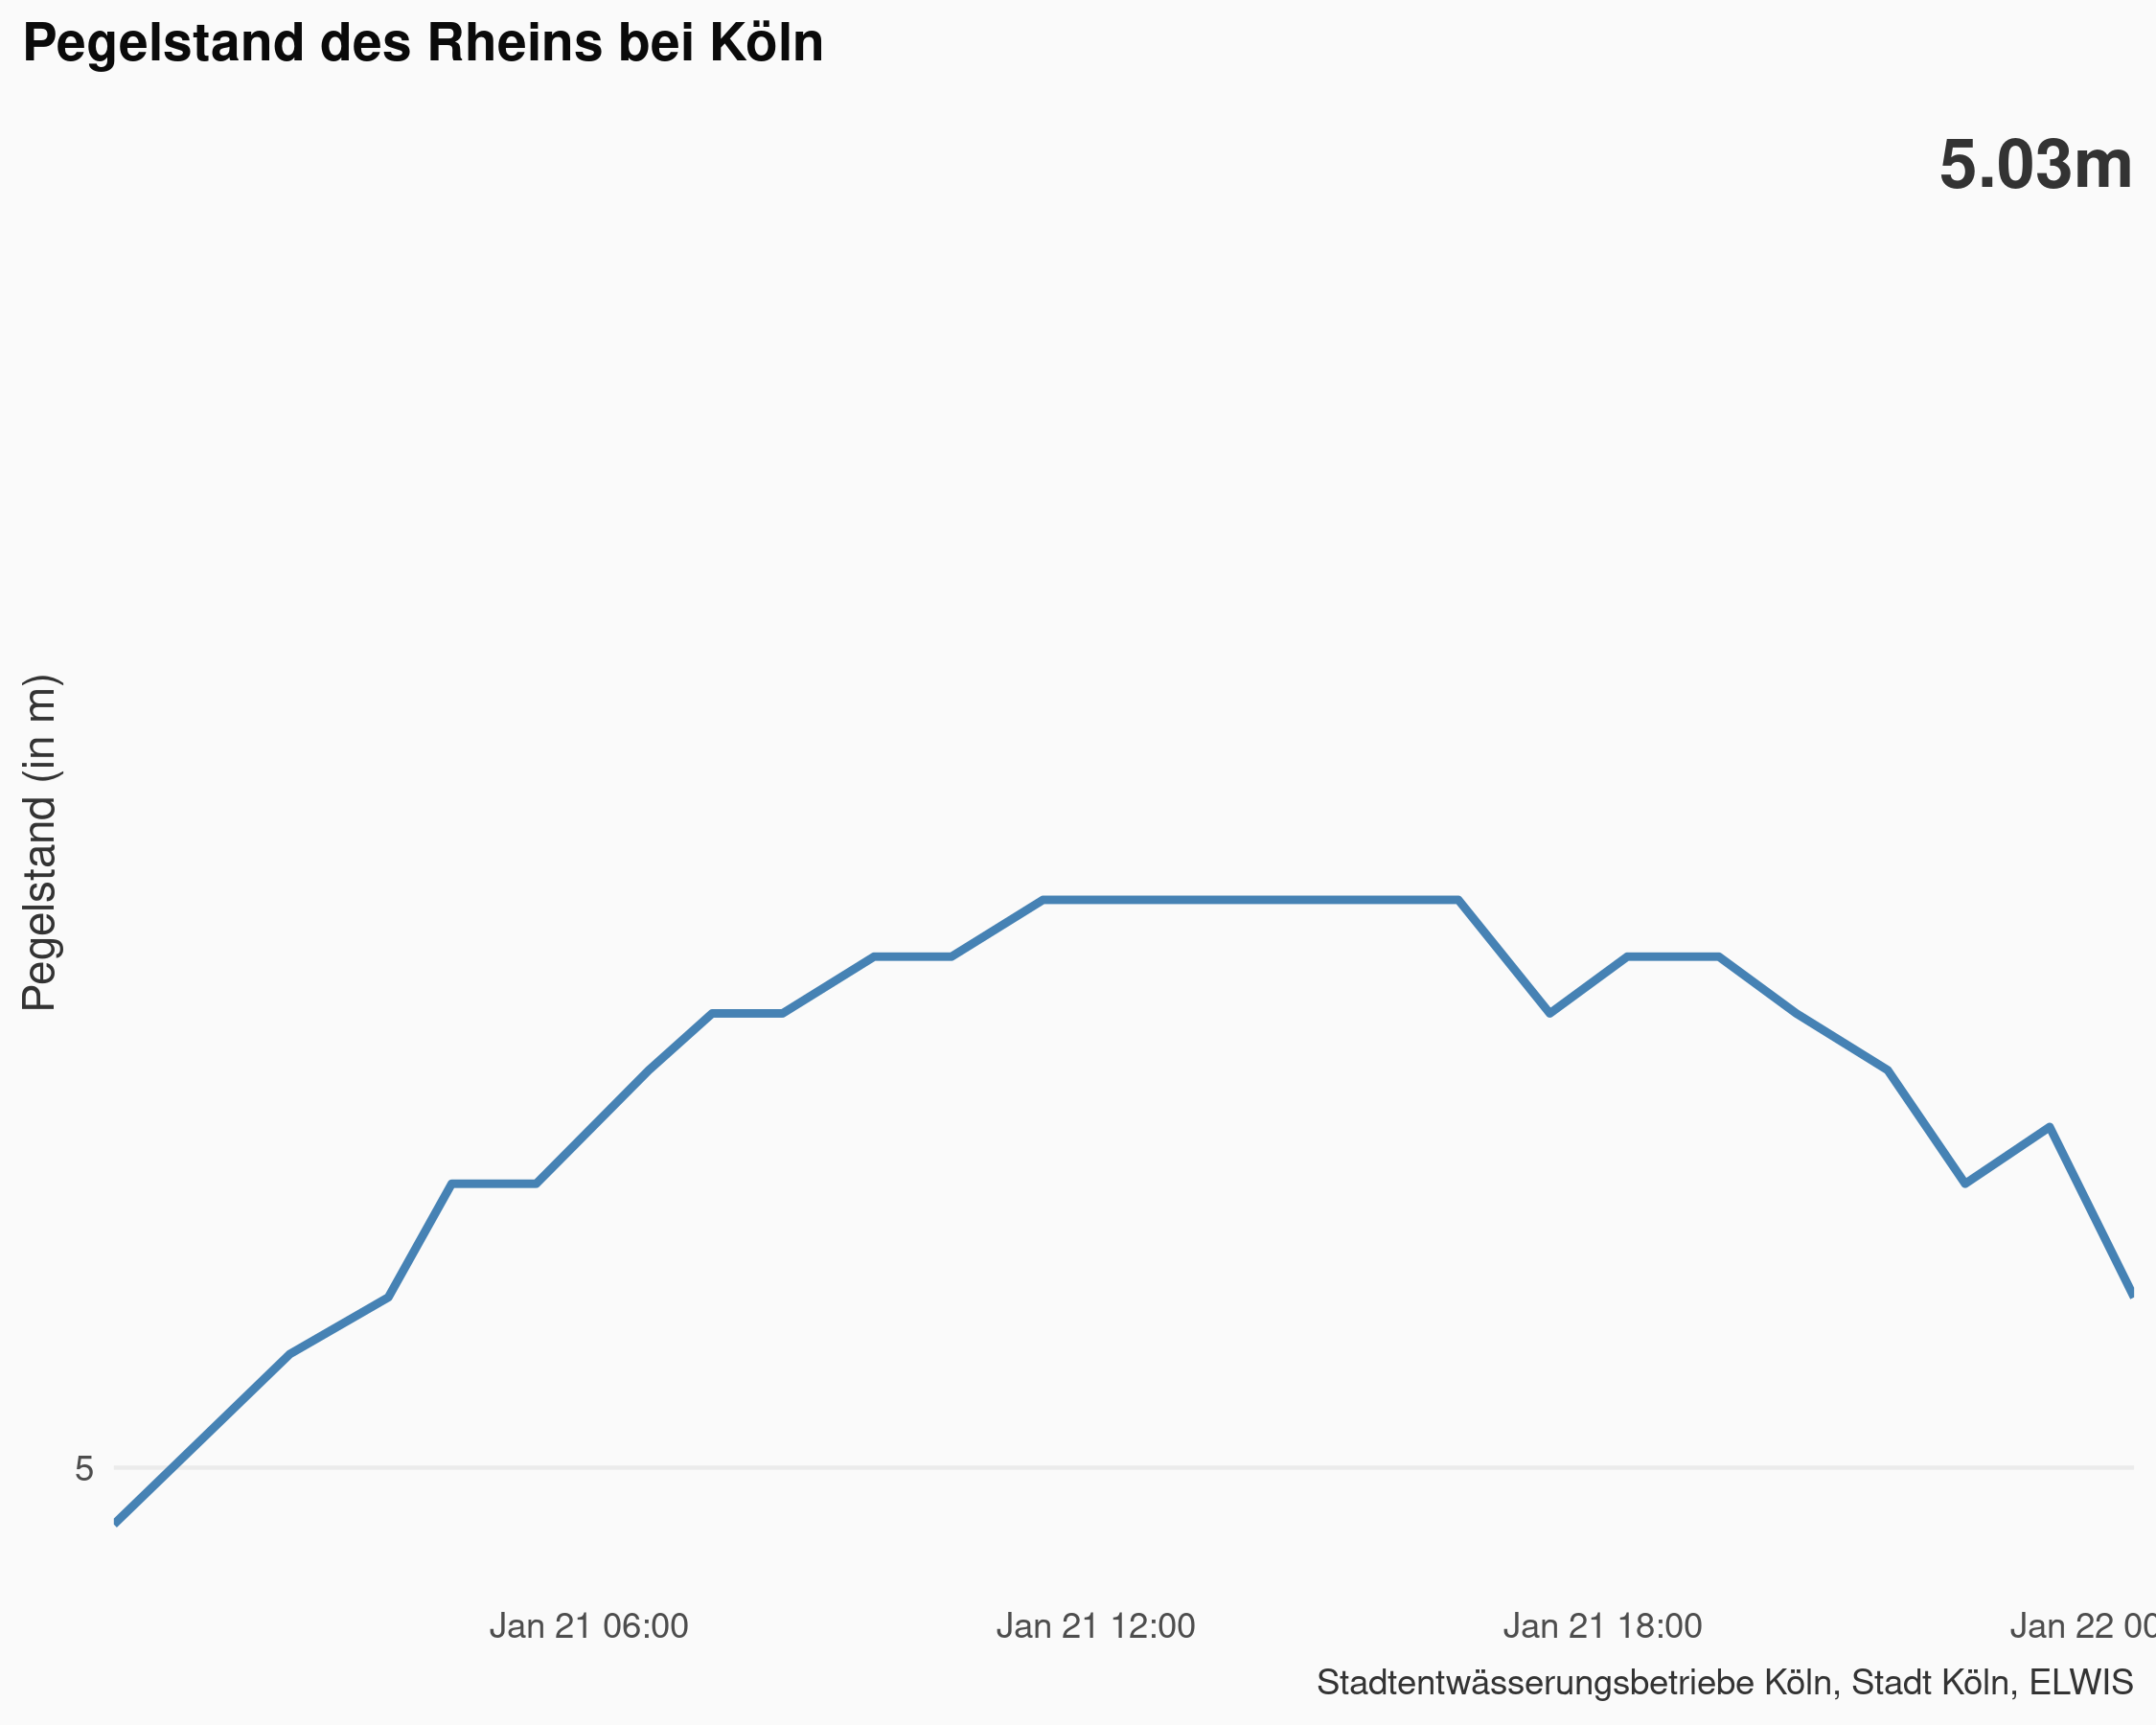 Pegelstand des Rheins bei Köln
5.03m
Pegelstand (in m)
5
Jan 21 06:00
Jan 21 12:00
Jan 21 18:00
Jan 22 00
Stadtentwässerungsbetriebe Köln, Stadt Köln, ELWIS